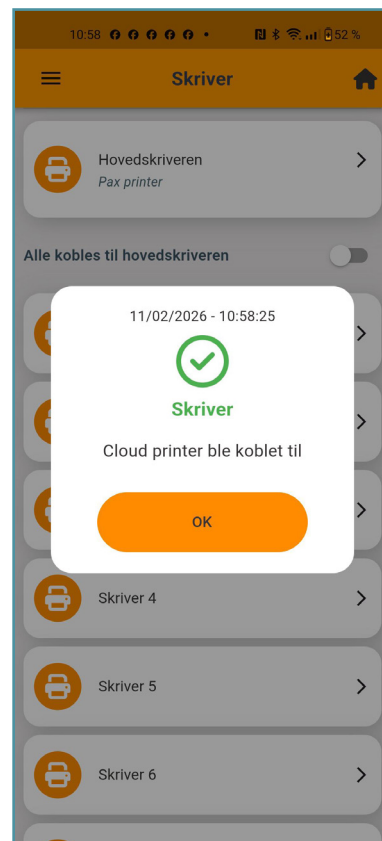 10:58
52 %
Skriver
Hovedskriveren
Pax printer
Alle kobles til hovedskriveren
11/02/2026 - 10:58:25
Skriver
Cloud printer ble koblet til
OK
Skriver 4
Skriver 5
Skriver 6